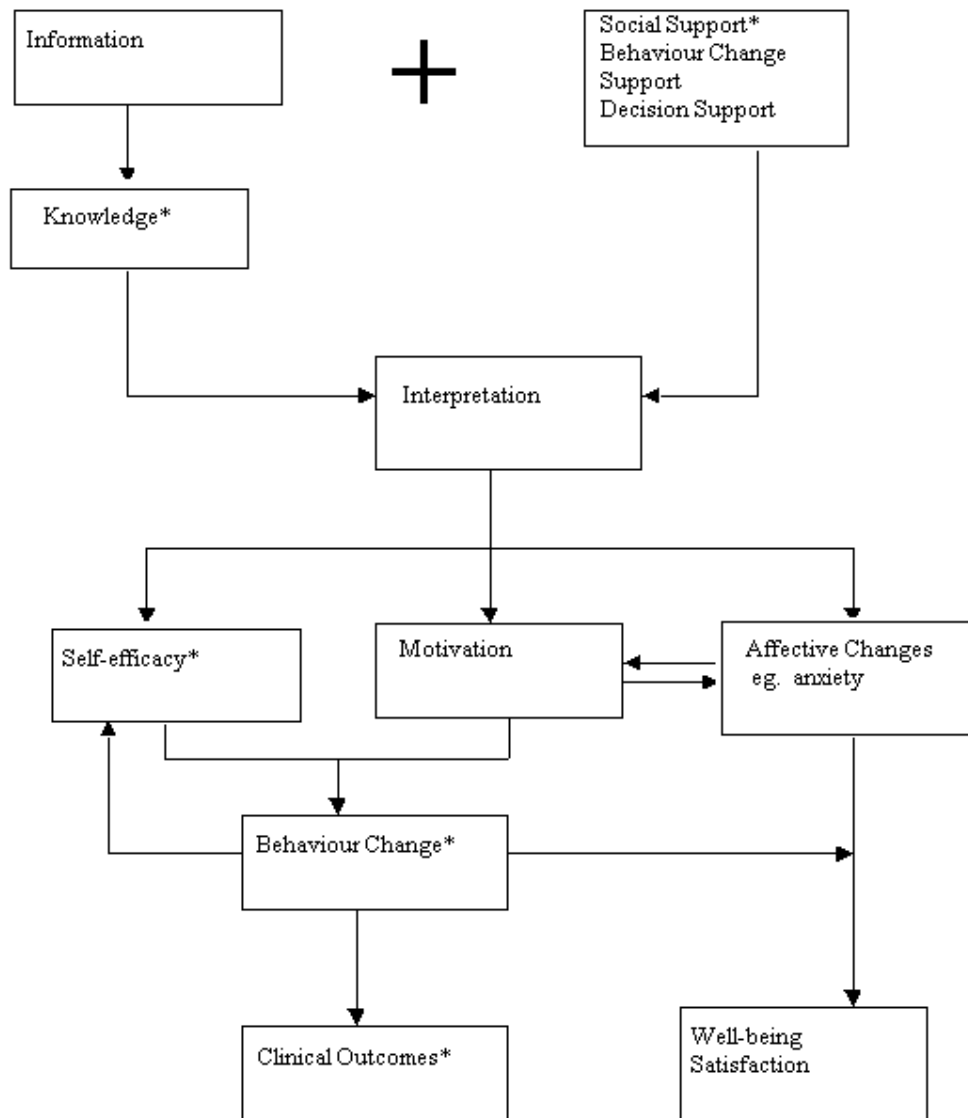 Information
Social Support*
Behaviour Change
Support
Decision Support
Knowledge*
Interpretation
Self-efficacy*
Motivation
Affective Changes
eg. anxiety
Behaviour Change*
Clinical Outcomes*
Well-being
Satisfaction